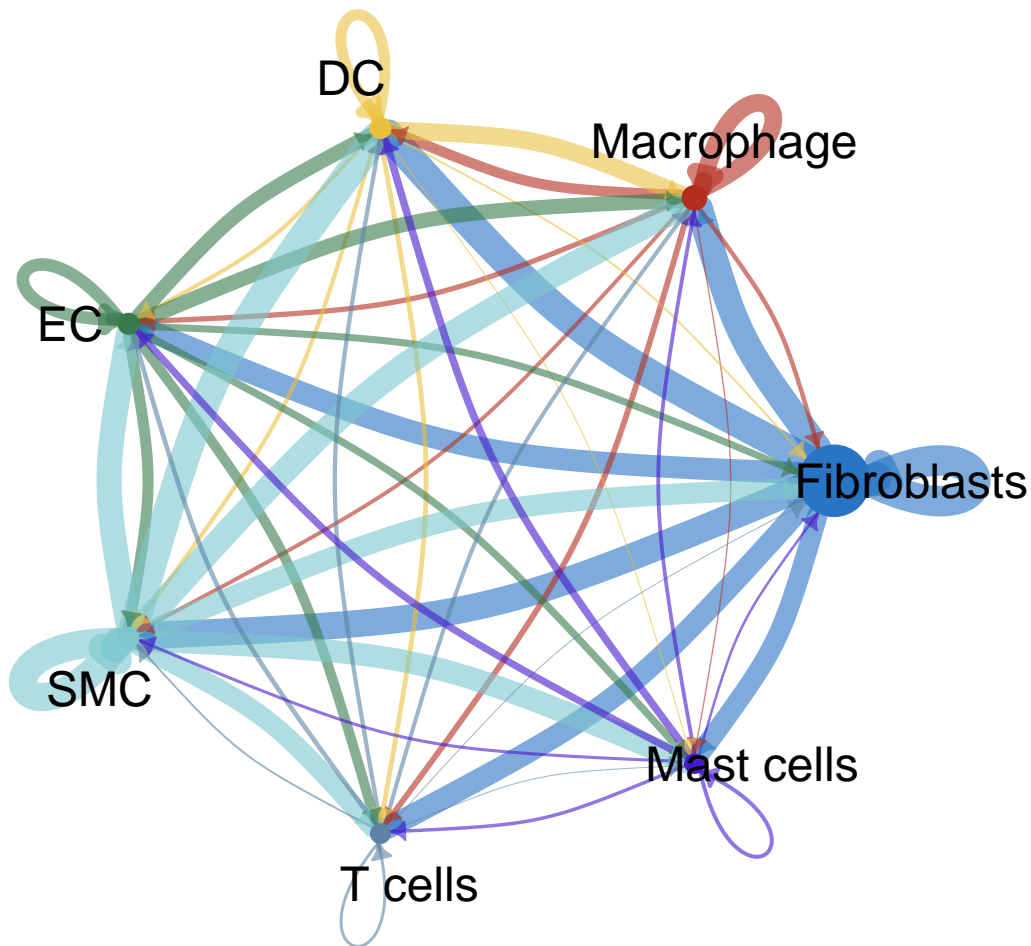 DC
Macrophage
EC
Fibroblasts
SMC
Mast cells
T cells